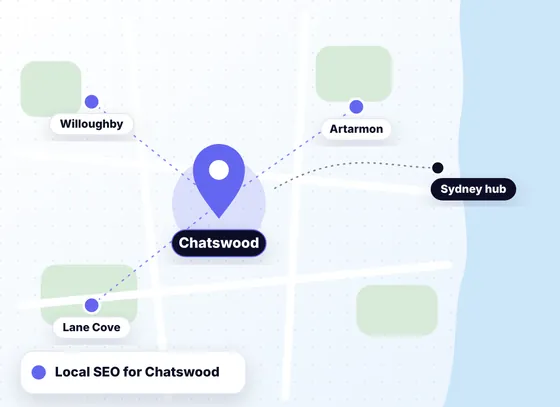 Willoughby
Artarmon
Sydney hub
Chatswood
Lane Cove
Local SEO for Chatswood